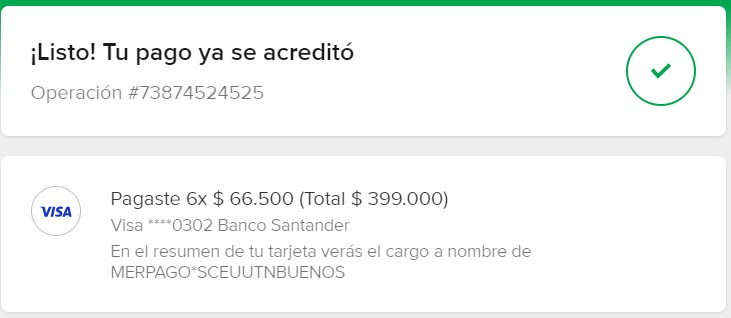 ¡Listo! Tu pago ya se acreditó
Operación #73874524525
VISA
Pagaste 6x $ 66.500 (Total $ 399.000)
Visa ****0302 Banco Santander
En el resumen de tu tarjeta verás el cargo a nombre de
MERPAGO*SCEUUTNBUENOS